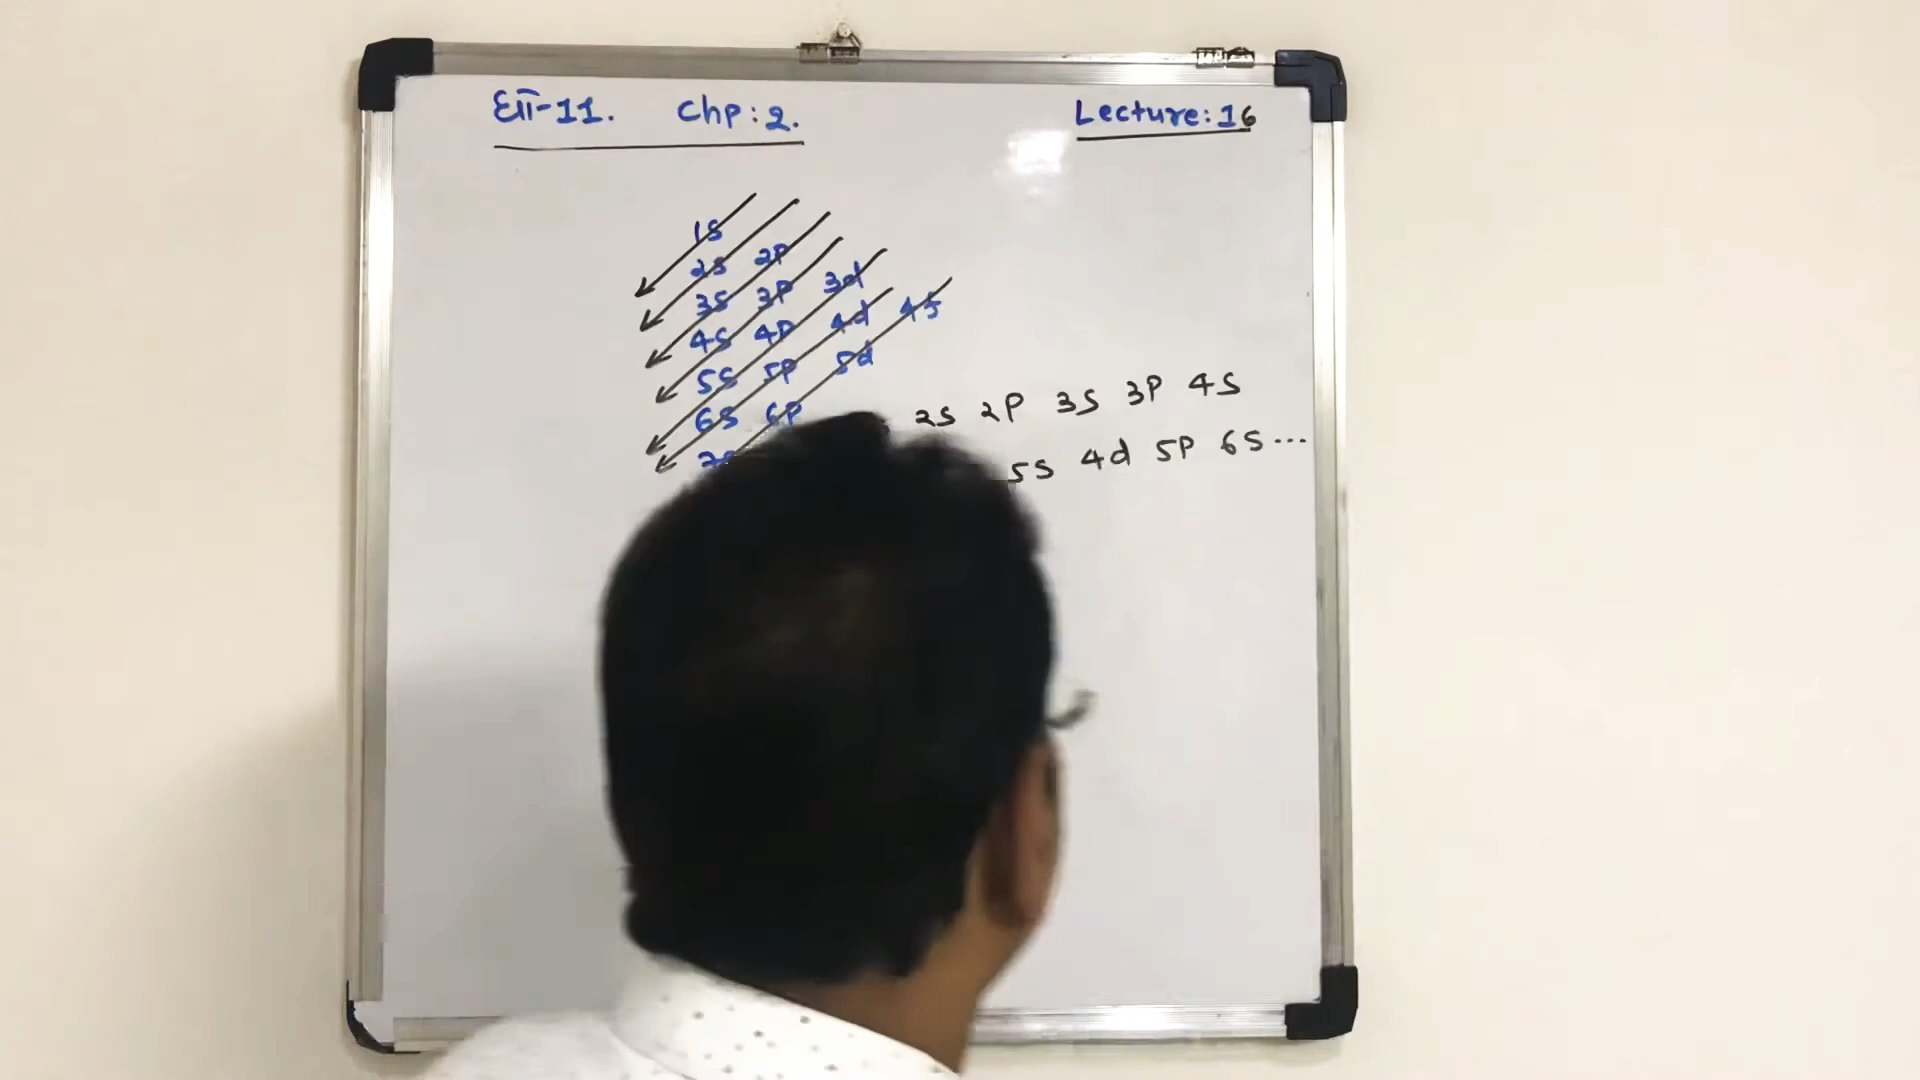 ધો-11. Chp: 2. Lecture: 16
1s
2s 2P
3s 3P 3d
4s 4P 4d 4f
5s 5P 5d
6s 6P
2s 2P 3s 3P 4s
5s 4d 5P 6s...